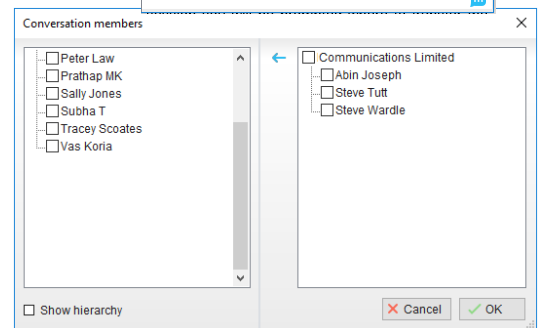 Conversation members
Peter Law
Prathap MK
Sally Jones
Subha T
Tracey Scoates
Vas Koria
Communications Limited
Abin Joseph
Steve Tutt
Steve Wardle
Show hierarchy
Cancel
OK